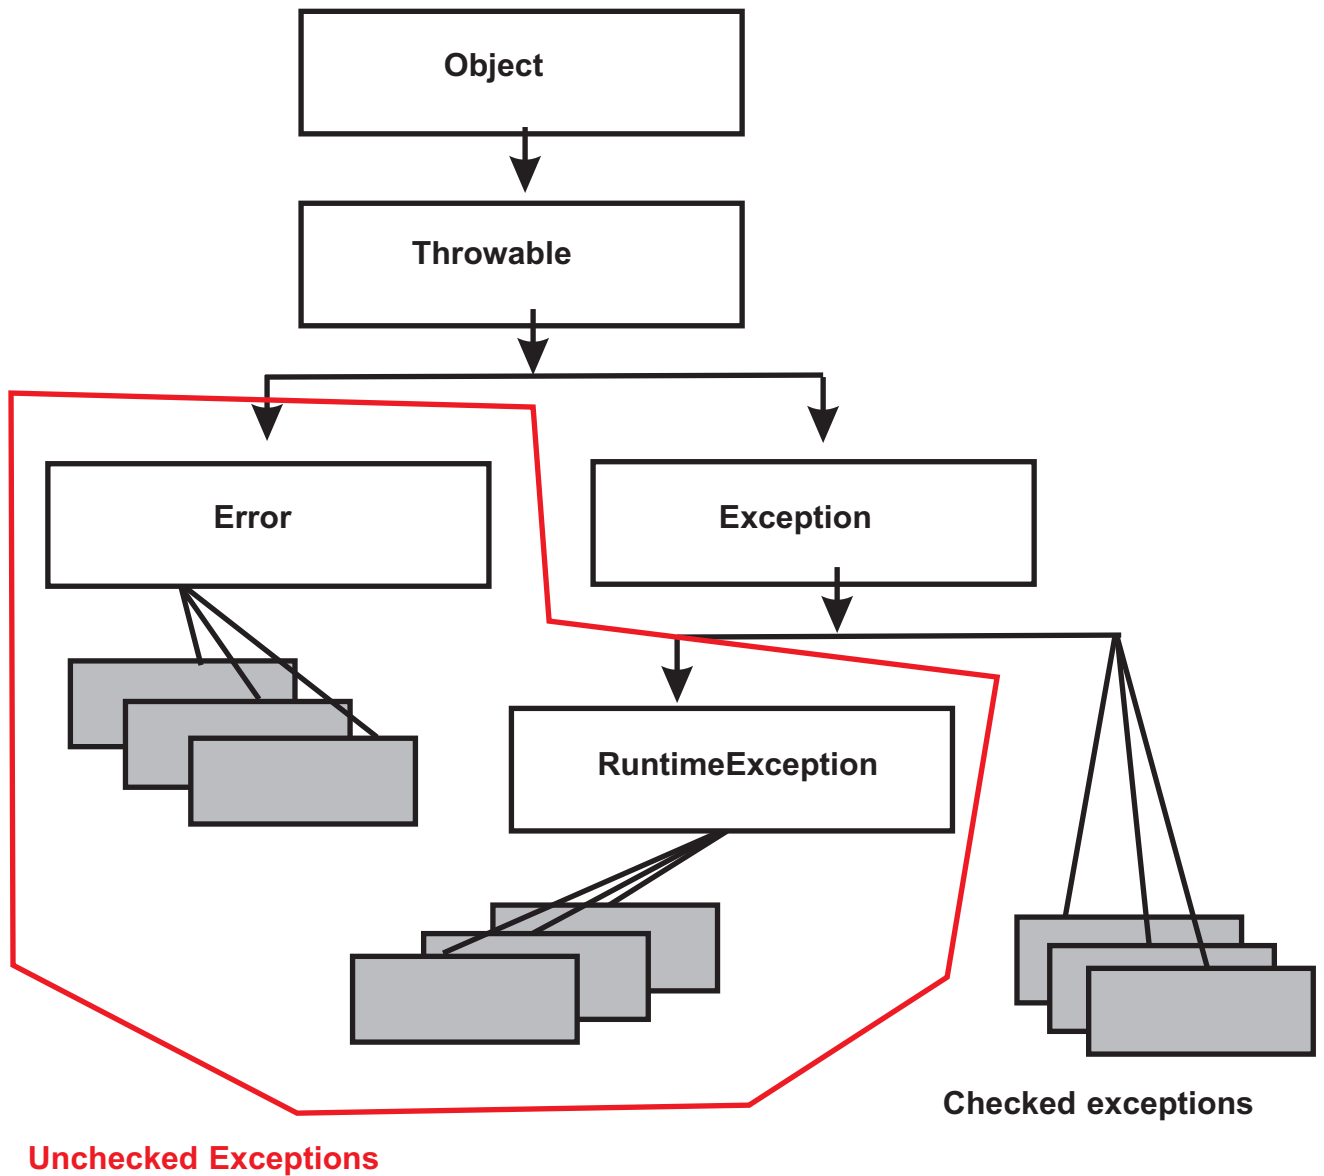 Object
Throwable
Error
Exception
RuntimeException
Checked exceptions
Unchecked Exceptions